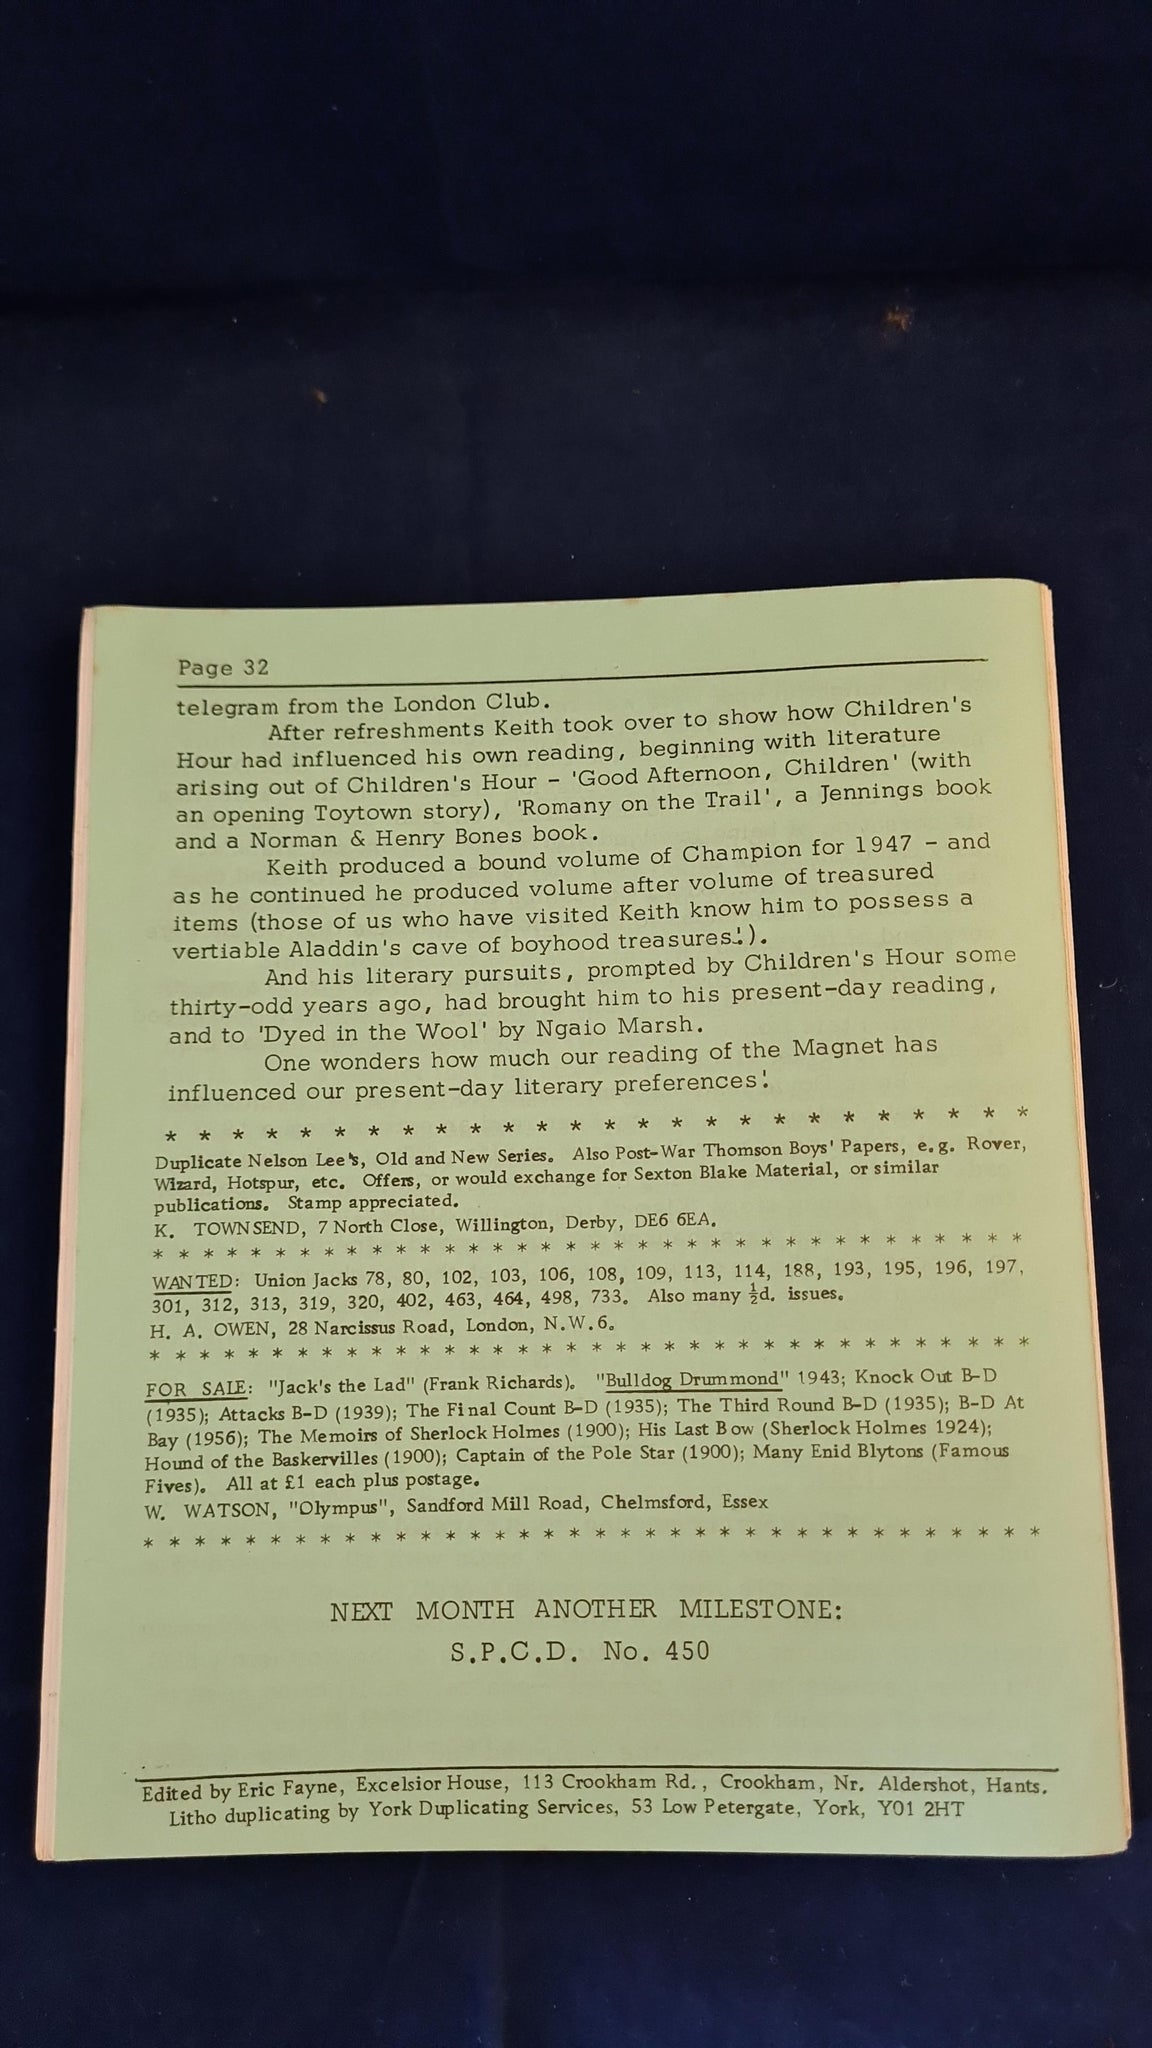 Page 32
telegram from the London Club.
After refreshments Keith took over to show how Children's
Hour had influenced his own reading, beginning with literature
arising out of Children's Hour - 'Good Afternoon, Children' (with
an opening Toytown story), 'Romany on the Trail', a Jennings book
and a Norman & Henry Bones book.
Keith produced a bound volume of Champion for 1947 - and
as he continued he produced volume after volume of treasured
items (those of us who have visited Keith know him to possess a
vertiable Aladdin's cave of boyhood treasures!).
And his literary pursuits, prompted by Children's Hour some
thirty-odd years ago, had brought him to his present-day reading,
and to 'Dyed in the Wool' by Ngaio Marsh.
One wonders how much our reading of the Magnet has
influenced our present-day literary preferences!
* * * * * * * * * * * * * * * * * * * * * * * * * *
Duplicate Nelson Lee's, Old and New Series. Also Post-War Thomson Boys' Papers, e.g. Rover,
Wizard, Hotspur, etc. Offers, or would exchange for Sexton Blake Material, or similar
publications. Stamp appreciated.
K. TOWNSEND, 7 North Close, Willington, Derby, DE6 6EA.
* * * * * * * * * * * * * * * * * * * * * * * * * * * * * * * * * * * *
WANTED: Union Jacks 78, 80, 102, 103, 106, 108, 109, 113, 114, 188, 193, 195, 196, 197,
301, 312, 313, 319, 320, 402, 463, 464, 498, 733. Also many ½d. issues.
H. A. OWEN, 28 Narcissus Road, London, N.W.6.
* * * * * * * * * * * * * * * * * * * * * * * * * * * * * * * * * * * *
FOR SALE: "Jack's the Lad" (Frank Richards). "Bulldog Drummond" 1943; Knock Out B-D
(1935); Attacks B-D (1939); The Final Count B-D (1935); The Third Round B-D (1935); B-D At
Bay (1956); The Memoirs of Sherlock Holmes (1900); His Last Bow (Sherlock Holmes 1924);
Hound of the Baskervilles (1900); Captain of the Pole Star (1900); Many Enid Blytons (Famous
Fives). All at £1 each plus postage.
W. WATSON, "Olympus", Sandford Mill Road, Chelmsford, Essex
* * * * * * * * * * * * * * * * * * * * * * * * * * * * * * * * * * * *
NEXT MONTH ANOTHER MILESTONE:
S.P.C.D. No. 450
Edited by Eric Fayne, Excelsior House, 113 Crookham Rd., Crookham, Nr. Aldershot, Hants.
Litho duplicating by York Duplicating Services, 53 Low Petergate, York, YO1 2HT